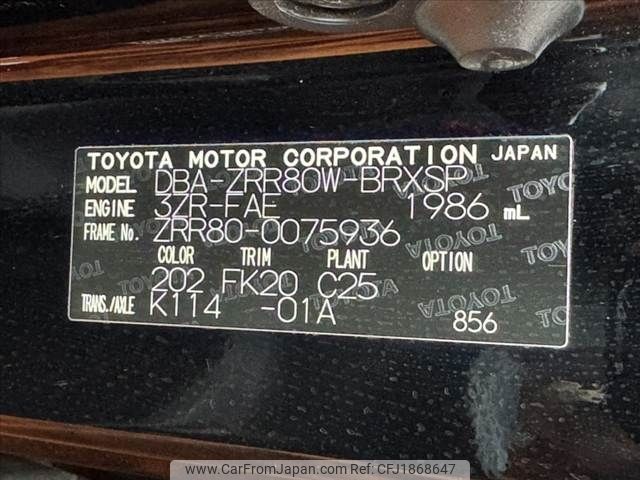 TOYOTA MOTOR CORPORATION JAPAN
MODEL DBA-ZRR80W-BRXSP
ENGINE 3ZR-FAE 1986 mL
FRAME No. ZRR80-0075936
COLOR TRIM PLANT OPTION
202 FK20 C25
TRANS./AXLE K114 -01A
856
www.CarFromJapan.com | Ref No: CFJ1868647